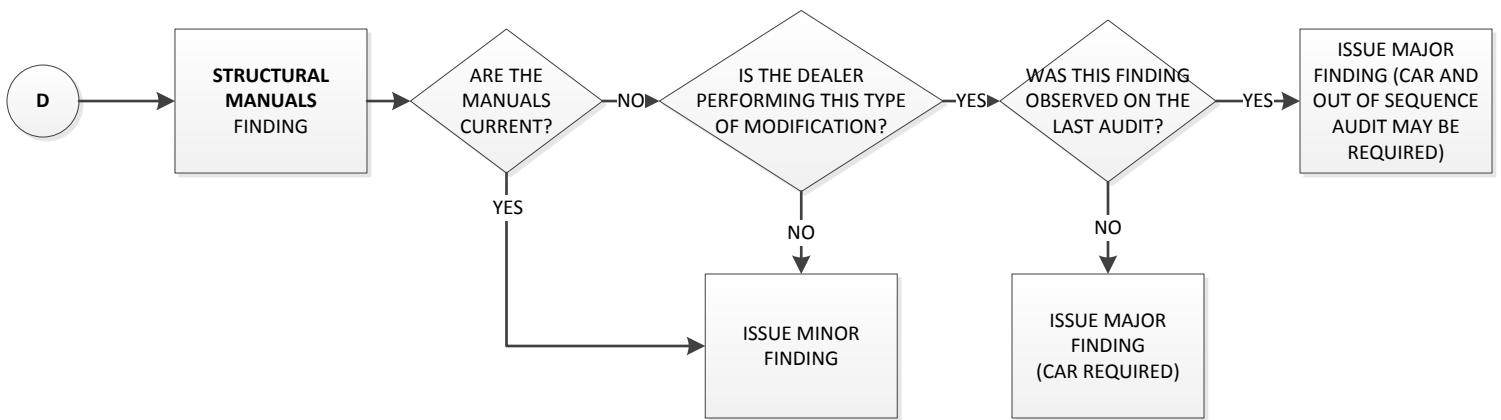 D
STRUCTURAL
MANUALS
FINDING
ARE THE
MANUALS
CURRENT?
NO
IS THE DEALER
PERFORMING THIS TYPE
OF MODIFICATION?
YES
WAS THIS FINDING
OBSERVED ON THE
LAST AUDIT?
YES
ISSUE MAJOR
FINDING (CAR AND
OUT OF SEQUENCE
AUDIT MAY BE
REQUIRED)
YES
NO
NO
ISSUE MINOR
FINDING
ISSUE MAJOR
FINDING
(CAR REQUIRED)